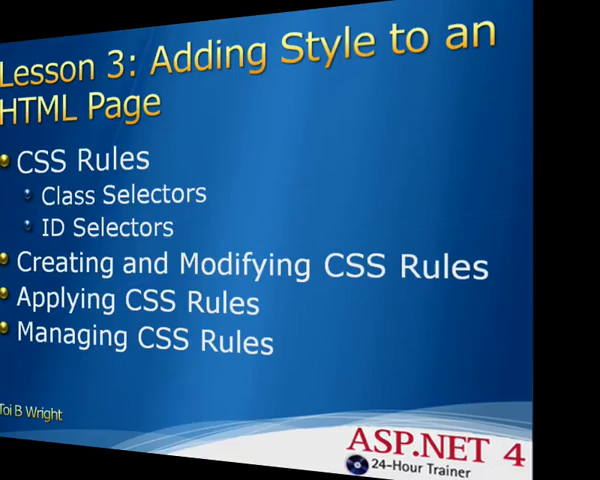 Lesson 3: Adding Style to an
HTML Page
CSS Rules
Class Selectors
ID Selectors
Creating and Modifying CSS Rules
Applying CSS Rules
Managing CSS Rules
Toi B Wright
ASP.NET 4
24-Hour Trainer